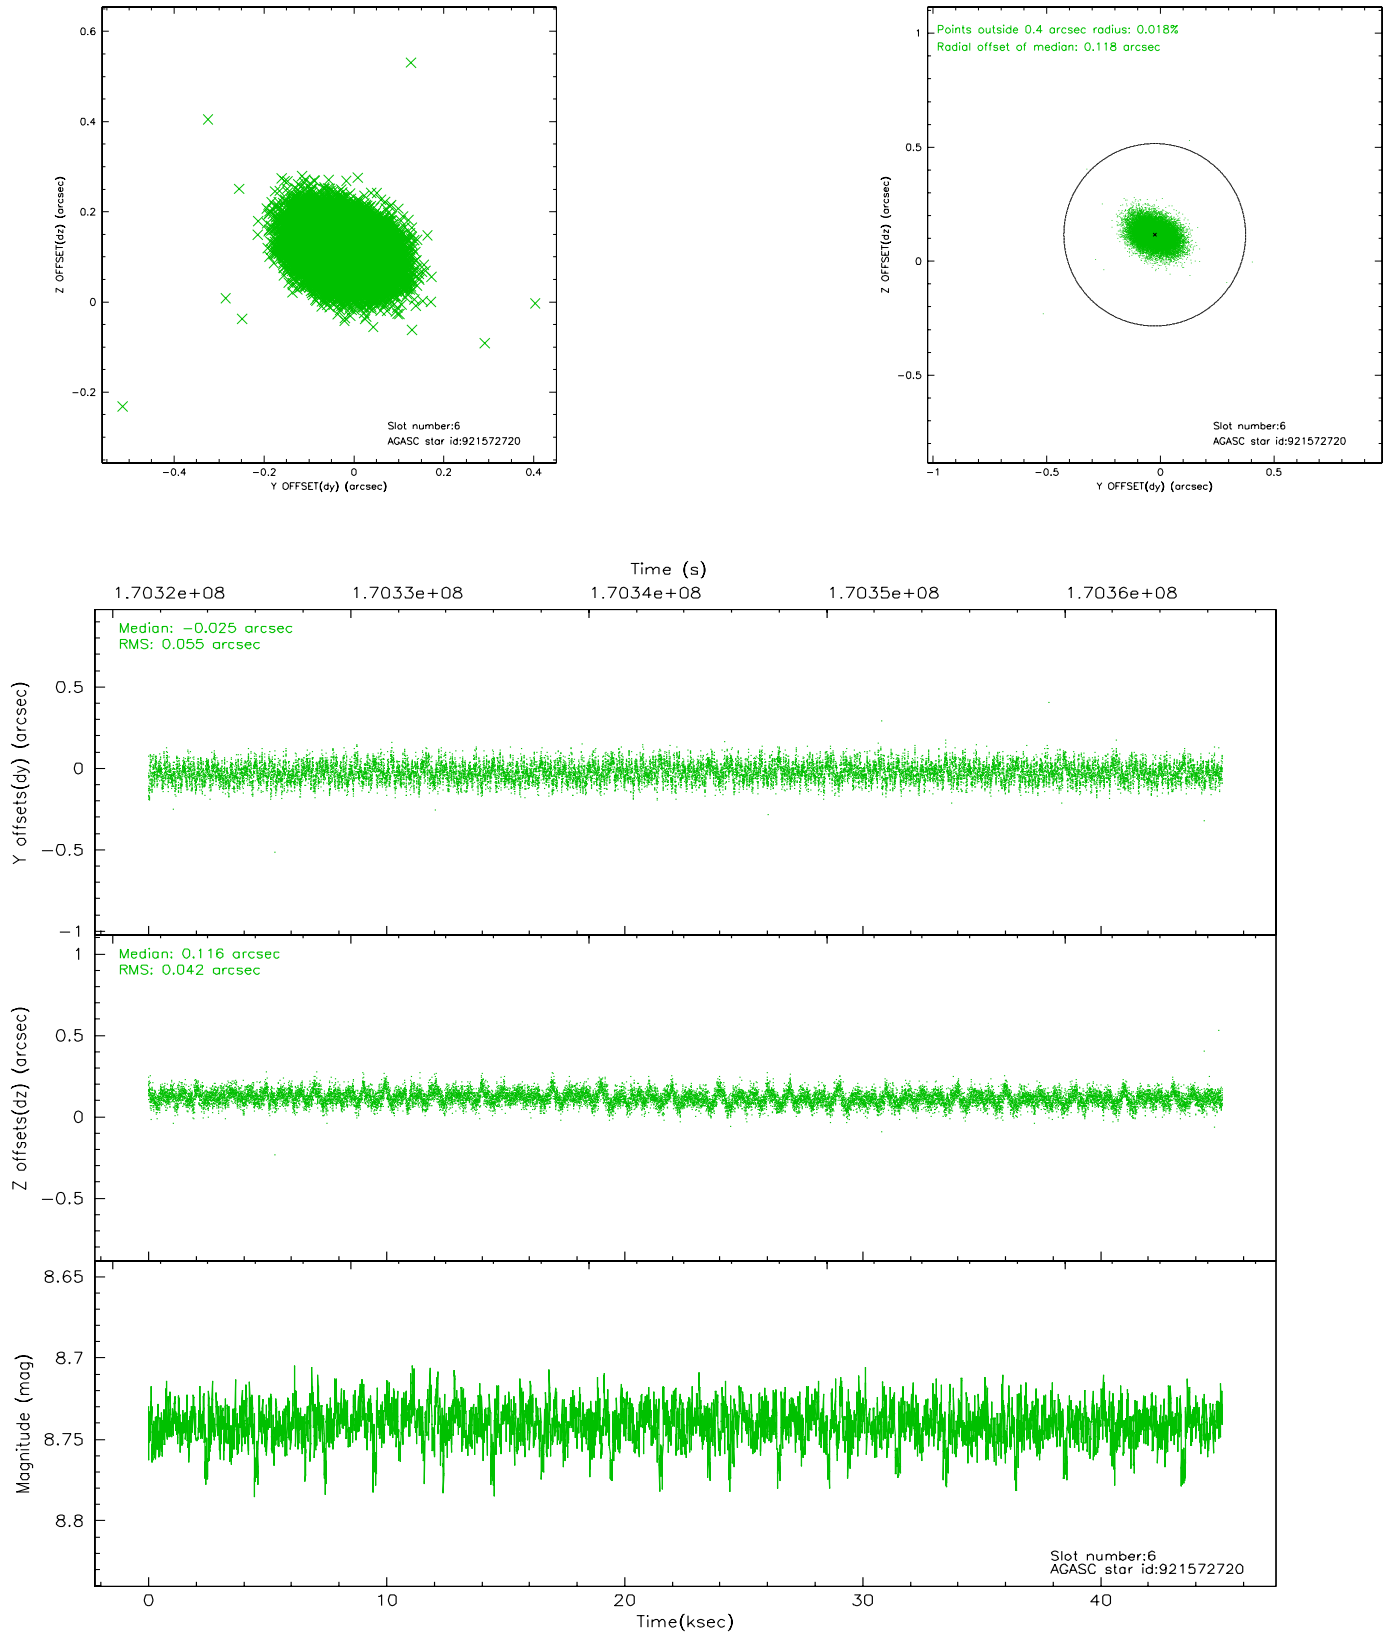 0.6
0.4
0.2
0
−0.2
−0.4
−0.2
0
0.2
0.4
Z OFFSET(dz) (arcsec)
Y OFFSET(dy) (arcsec)
Slot number:6
AGASC star id:921572720
Points outside 0.4 arcsec radius: 0.018%
Radial offset of median: 0.118 arcsec
1
0.5
0
−0.5
−1
−0.5
0
0.5
Z OFFSET(dz) (arcsec)
Y OFFSET(dy) (arcsec)
Slot number:6
AGASC star id:921572720
Time (s)
1.7032e+08 1.7033e+08 1.7034e+08 1.7035e+08 1.7036e+08
Median: −0.025 arcsec
RMS: 0.055 arcsec
Y offsets(dy) (arcsec)
0.5
0
−0.5
−1
Median: 0.116 arcsec
RMS: 0.042 arcsec
Z offsets(dz) (arcsec)
1
0.5
0
−0.5
Magnitude (mag)
8.65
8.7
8.75
8.8
Slot number:6
AGASC star id:921572720
0 10 20 30 40
Time(ksec)